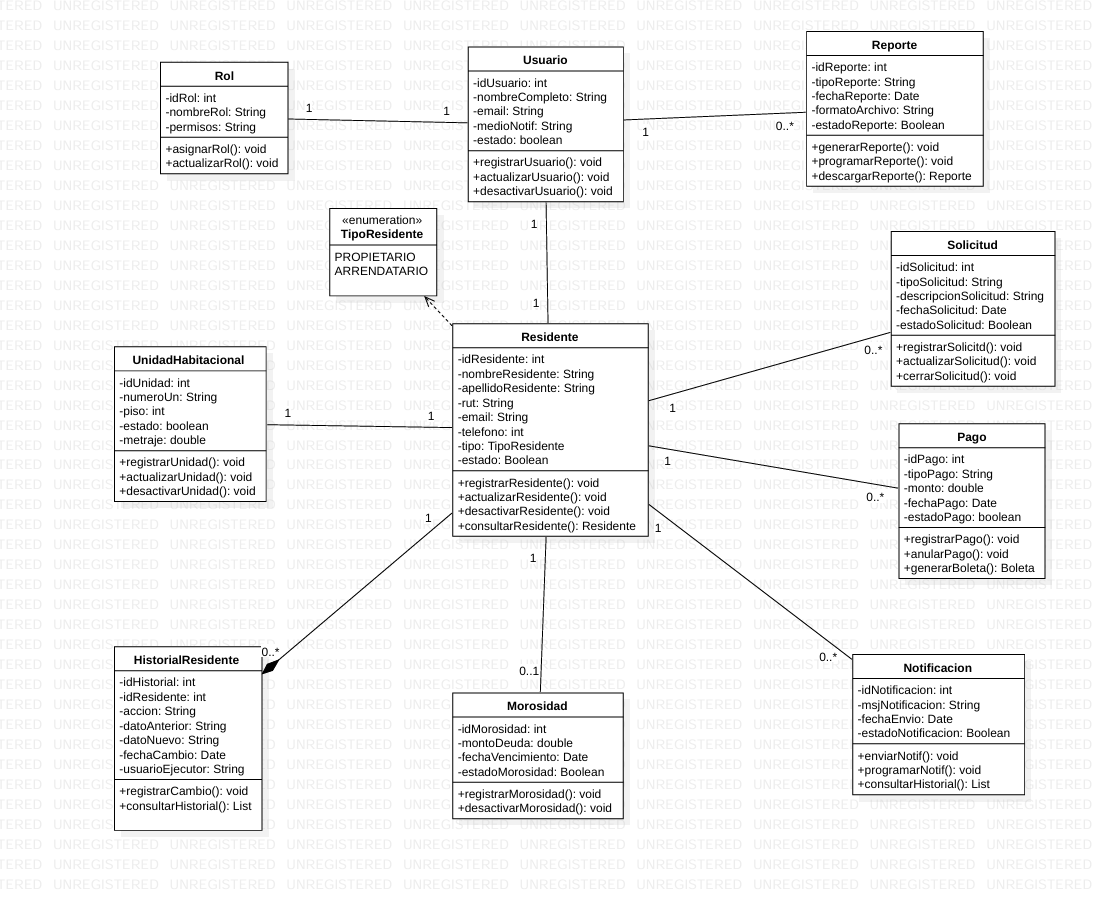 Rol
-idRol: int
-nombreRol: String
-permisos: String
+asignarRol(): void
+actualizarRol(): void
1
1
Usuario
-idUsuario: int
-nombreCompleto: String
-email: String
-medioNotif: String
-estado: boolean
+registrarUsuario(): void
+actualizarUsuario(): void
+desactivarUsuario(): void
1
0..*
Reporte
-idReporte: int
-tipoReporte: String
-fechaReporte: Date
-formatoArchivo: String
-estadoReporte: Boolean
+generarReporte(): void
+programarReporte(): void
+descargarReporte(): Reporte
1
1
«enumeration»
TipoResidente
PROPIETARIO
ARRENDATARIO
Solicitud
-idSolicitud: int
-tipoSolicitud: String
-descripcionSolicitud: String
-fechaSolicitud: Date
-estadoSolicitud: Boolean
+registrarSolicitd(): void
+actualizarSolicitud(): void
+cerrarSolicitud(): void
0..*
1
Residente
-idResidente: int
-nombreResidente: String
-apellidoResidente: String
-rut: String
-email: String
-telefono: int
-tipo: TipoResidente
-estado: Boolean
+registrarResidente(): void
+actualizarResidente(): void
+desactivarResidente(): void
+consultarResidente(): Residente
UnidadHabitacional
-idUnidad: int
-numeroUn: String
-piso: int
-estado: boolean
-metraje: double
+registrarUnidad(): void
+actualizarUnidad(): void
+desactivarUnidad(): void
1
1
Pago
-idPago: int
-tipoPago: String
-monto: double
-fechaPago: Date
-estadoPago: boolean
+registrarPago(): void
+anularPago(): void
+generarBoleta(): Boleta
1
0..*
1
0..*
HistorialResidente
-idHistorial: int
-idResidente: int
-accion: String
-datoAnterior: String
-datoNuevo: String
-fechaCambio: Date
-usuarioEjecutor: String
+registrarCambio(): void
+consultarHistorial(): List
1
0..1
Morosidad
-idMorosidad: int
-montoDeuda: double
-fechaVencimiento: Date
-estadoMorosidad: Boolean
+registrarMorosidad(): void
+desactivarMorosidad(): void
1
0..*
Notificacion
-idNotificacion: int
-msjNotificacion: String
-fechaEnvio: Date
-estadoNotificacion: Boolean
+enviarNotif(): void
+programarNotif(): void
+consultarHistorial(): List
UNREGISTERED